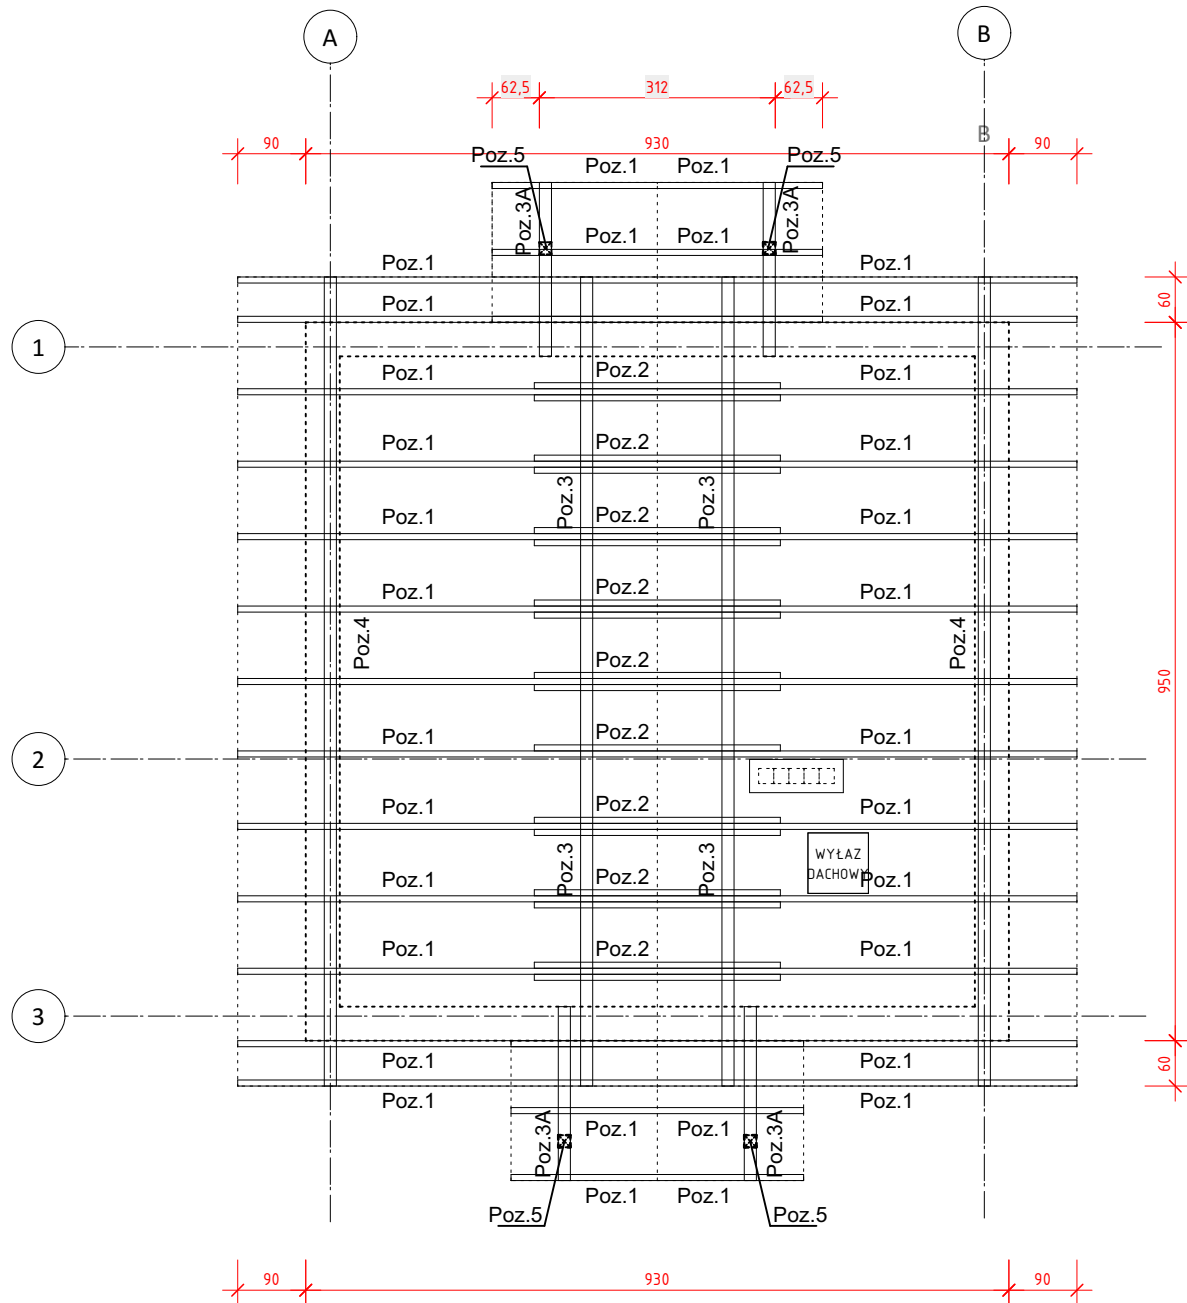 A
B
62,5 312 62,5
90 930 B 90
Poz.5 Poz.1 Poz.1 Poz.5
Poz.3A Poz.3A
Poz.1 Poz.1
Poz.1 Poz.1
60
Poz.1 Poz.1
1
Poz.1 Poz.2 Poz.1
Poz.1 Poz.2 Poz.1
Poz.3 Poz.3
Poz.1 Poz.2 Poz.1
Poz.1 Poz.2 Poz.1
Poz.4 Poz.4
Poz.2
950
Poz.1 Poz.2 Poz.1
2
Poz.1 Poz.2 Poz.1
WYŁAZ
DACHOWY
Poz.3 Poz.3
Poz.1 Poz.2 Poz.1
Poz.1 Poz.2 Poz.1
3
Poz.1 Poz.1
60
Poz.1 Poz.1
Poz.3A Poz.1 Poz.1 Poz.3A
Poz.1 Poz.1
Poz.5 Poz.5
90 930 90